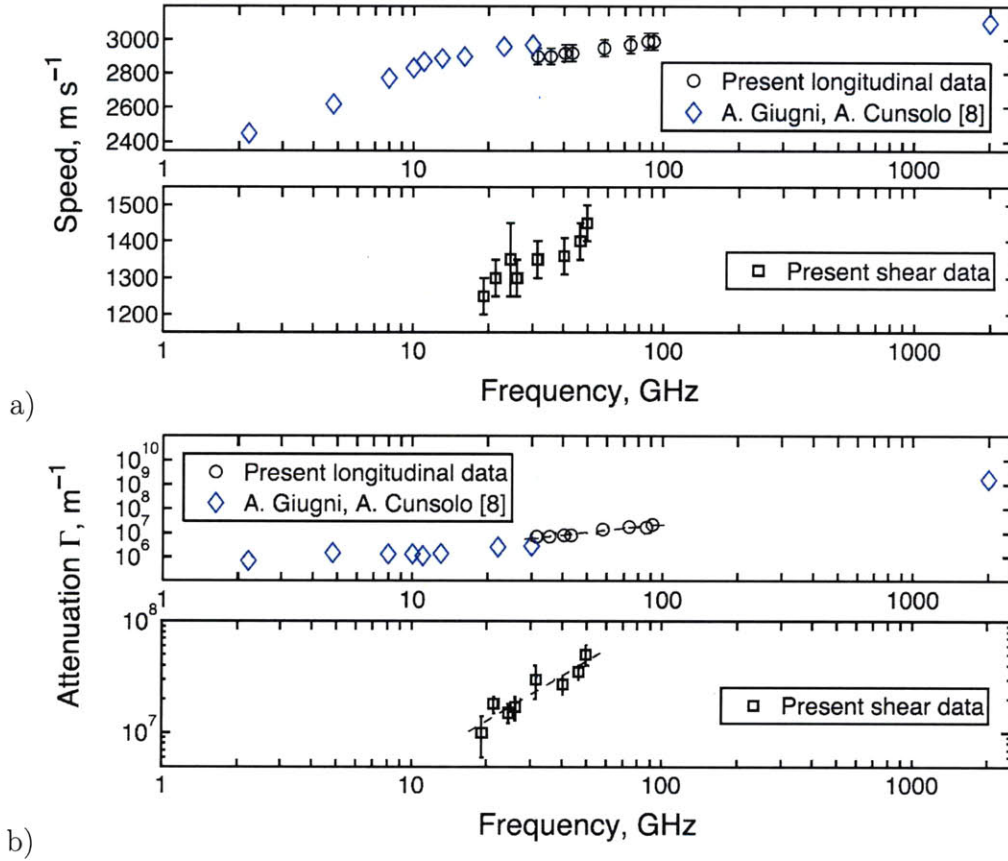 3000
2800
2600
2400
Speed, m s⁻¹
Present longitudinal data
A. Giugni, A. Cunsolo [8]
1 10 100 1000
1500
1400
1300
1200
Present shear data
1 10 100 1000
Frequency, GHz
a)
10¹⁰
10⁹
10⁸
10⁷
10⁶
Attenuation Γ, m⁻¹
Present longitudinal data
A. Giugni, A. Cunsolo [8]
1 10 100 1000
10⁸
10⁷
Present shear data
1 10 100 1000
Frequency, GHz
b)